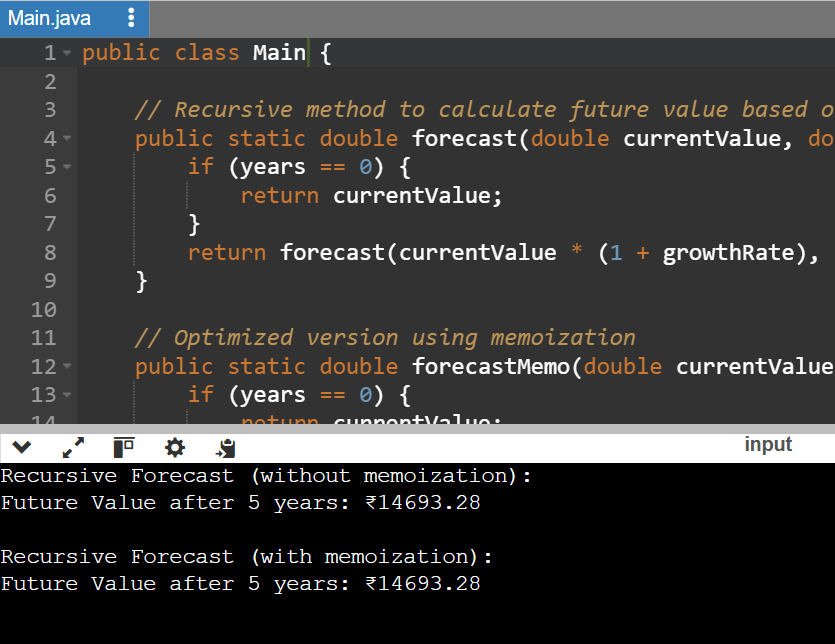 Main.java
1 public class Main {
2
3 // Recursive method to calculate future value based o
4 public static double forecast(double currentValue, do
5 if (years == 0) {
6 return currentValue;
7 }
8 return forecast(currentValue * (1 + growthRate),
9 }
10
11 // Optimized version using memoization
12 public static double forecastMemo(double currentValue
13 if (years == 0) {
14 return currentValue;
input
Recursive Forecast (without memoization):
Future Value after 5 years: ₹14693.28
Recursive Forecast (with memoization):
Future Value after 5 years: ₹14693.28